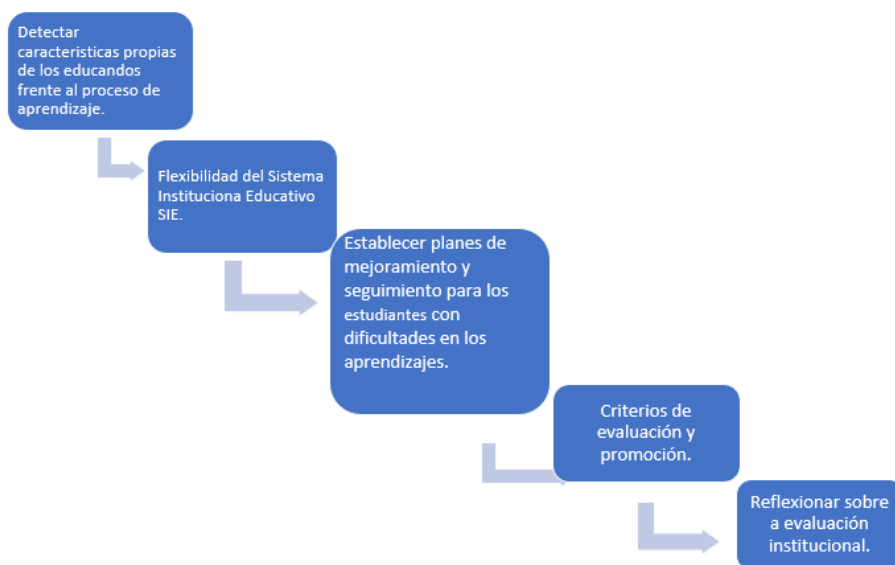 Detectar
caracteristicas propias
de los educandos
frente al proceso de
aprendizaje.
Flexibilidad del Sistema
Instituciona Educativo
SIE.
Establecer planes de
mejoramiento y
seguimiento para los
estudiantes con
dificultades en los
aprendizajes.
Criterios de
evaluación y
promoción.
Reflexionar sobre
a evaluación
institucional.